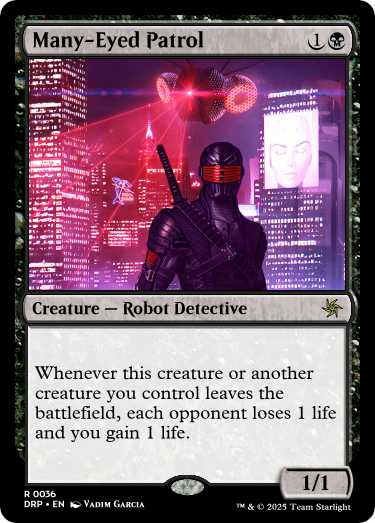 Many-Eyed Patrol 1
Creature — Robot Detective
Whenever this creature or another
creature you control leaves the
battlefield, each opponent loses 1 life
and you gain 1 life.
1/1
R 0036
DRP • EN Vadim Garcia
™ & © 2025 Team Starlight